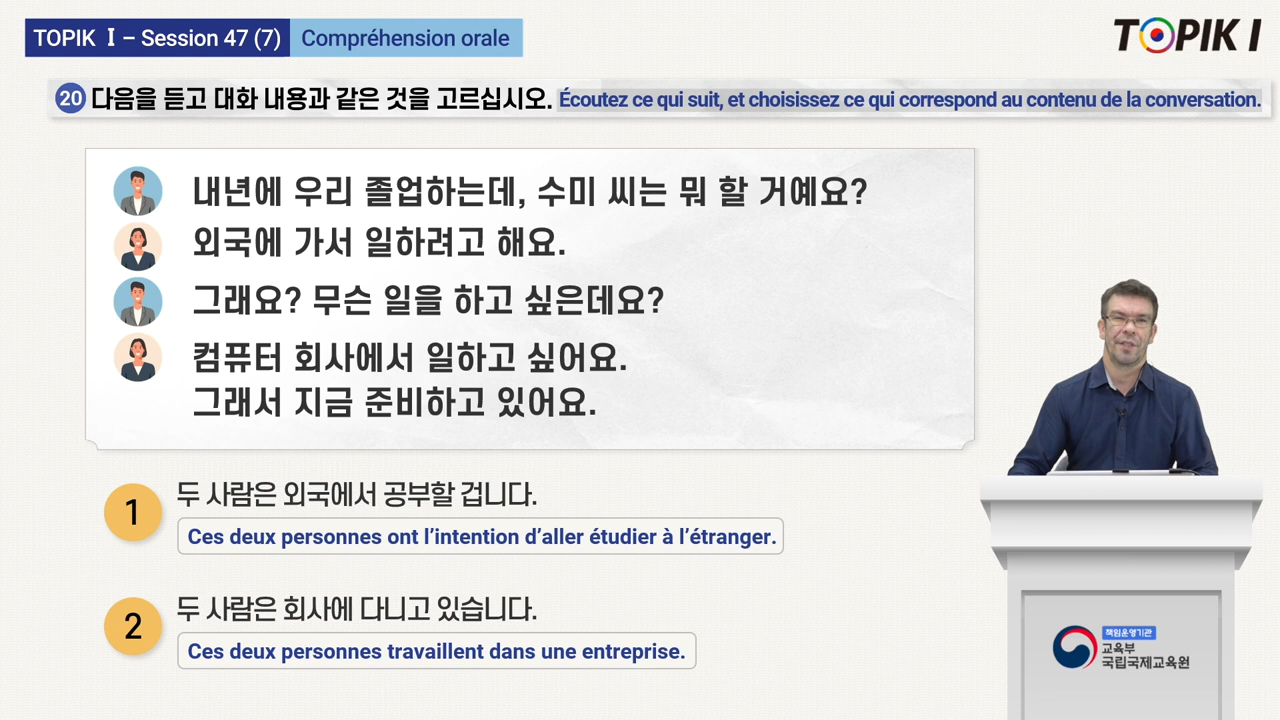 TOPIK I – Session 47 (7) Compréhension orale
TOPIK I
20 다음을 듣고 대화 내용과 같은 것을 고르십시오. Écoutez ce qui suit, et choisissez ce qui correspond au contenu de la conversation.
내년에 우리 졸업하는데, 수미 씨는 뭐 할 거예요?
외국에 가서 일하려고 해요.
그래요? 무슨 일을 하고 싶은데요?
컴퓨터 회사에서 일하고 싶어요.
그래서 지금 준비하고 있어요.
1 두 사람은 외국에서 공부할 겁니다.
Ces deux personnes ont l’intention d’aller étudier à l’étranger.
2 두 사람은 회사에 다니고 있습니다.
Ces deux personnes travaillent dans une entreprise.
책임운영기관
교육부
국립국제교육원